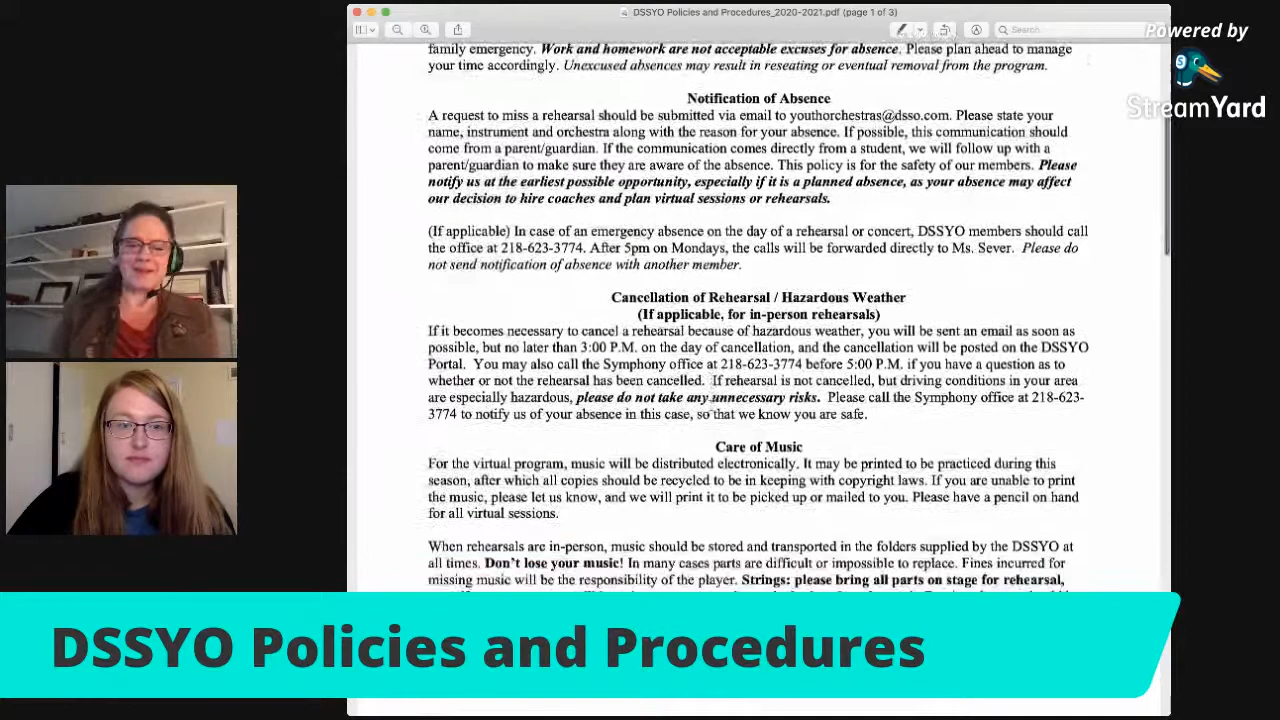 DSSYO Policies and Procedures_2020-2021.pdf (page 1 of 3)
Search
Powered by
StreamYard
family emergency. Work and homework are not acceptable excuses for absence. Please plan ahead to manage
your time accordingly. Unexcused absences may result in reseating or eventual removal from the program.
Notification of Absence
A request to miss a rehearsal should be submitted via email to youthorchestras@dsso.com. Please state your
name, instrument and orchestra along with the reason for your absence. If possible, this communication should
come from a parent/guardian. If the communication comes directly from a student, we will follow up with a
parent/guardian to make sure they are aware of the absence. This policy is for the safety of our members. Please
notify us at the earliest possible opportunity, especially if it is a planned absence, as your absence may affect
our decision to hire coaches and plan virtual sessions or rehearsals.
(If applicable) In case of an emergency absence on the day of a rehearsal or concert, DSSYO members should call
the office at 218-623-3774. After 5pm on Mondays, the calls will be forwarded directly to Ms. Sever. Please do
not send notification of absence with another member.
Cancellation of Rehearsal / Hazardous Weather
(If applicable, for in-person rehearsals)
If it becomes necessary to cancel a rehearsal because of hazardous weather, you will be sent an email as soon as
possible, but no later than 3:00 P.M. on the day of cancellation, and the cancellation will be posted on the DSSYO
Portal. You may also call the Symphony office at 218-623-3774 before 5:00 P.M. if you have a question as to
whether or not the rehearsal has been cancelled. If rehearsal is not cancelled, but driving conditions in your area
are especially hazardous, please do not take any unnecessary risks. Please call the Symphony office at 218-623-
3774 to notify us of your absence in this case, so that we know you are safe.
Care of Music
For the virtual program, music will be distributed electronically. It may be printed to be practiced during this
season, after which all copies should be recycled to be in keeping with copyright laws. If you are unable to print
the music, please let us know, and we will print it to be picked up or mailed to you. Please have a pencil on hand
for all virtual sessions.
When rehearsals are in-person, music should be stored and transported in the folders supplied by the DSSYO at
all times. Don't lose your music! In many cases parts are difficult or impossible to replace. Fines incurred for
missing music will be the responsibility of the player. Strings: please bring all parts on stage for rehearsal,
DSSYO Policies and Procedures